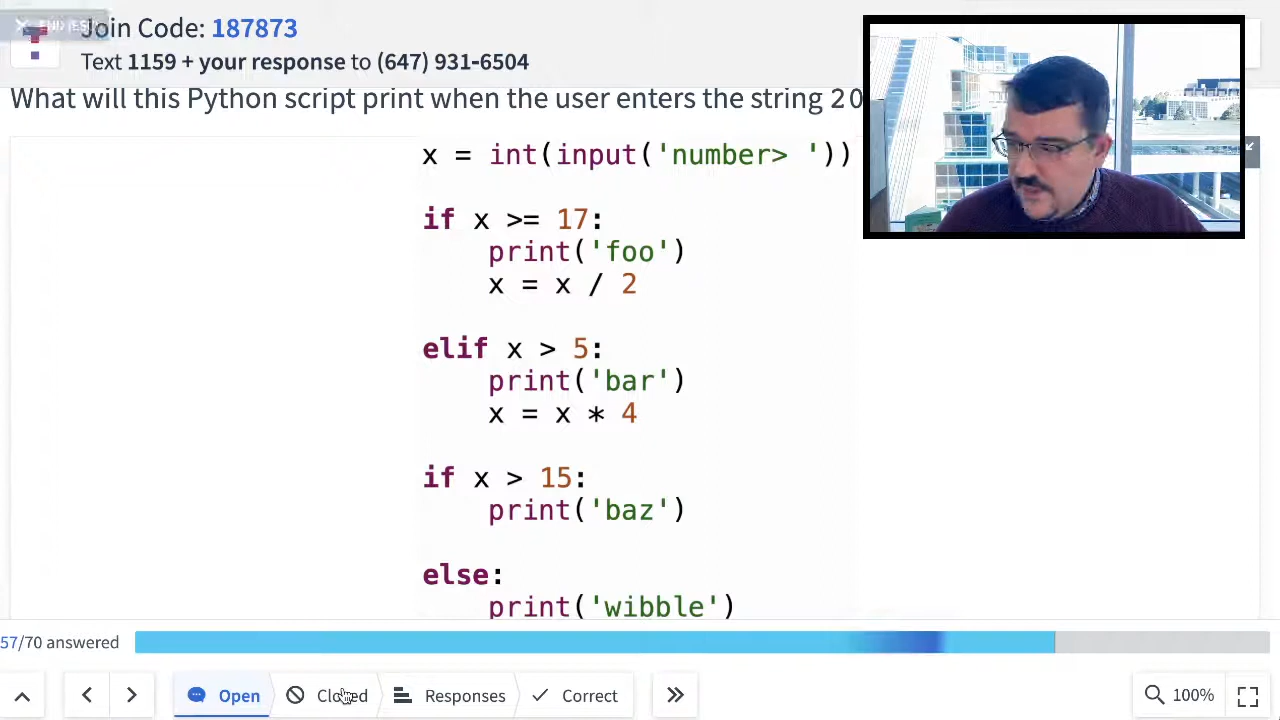 Join Code: 187873
Text 1159 + your response to (647) 931-6504
What will this Python script print when the user enters the string 20
x = int(input('number> '))
if x >= 17:
print('foo')
x = x / 2
elif x > 5:
print('bar')
x = x * 4
if x > 15:
print('baz')
else:
print('wibble')
57/70 answered
Open
Closed
Responses
Correct
100%